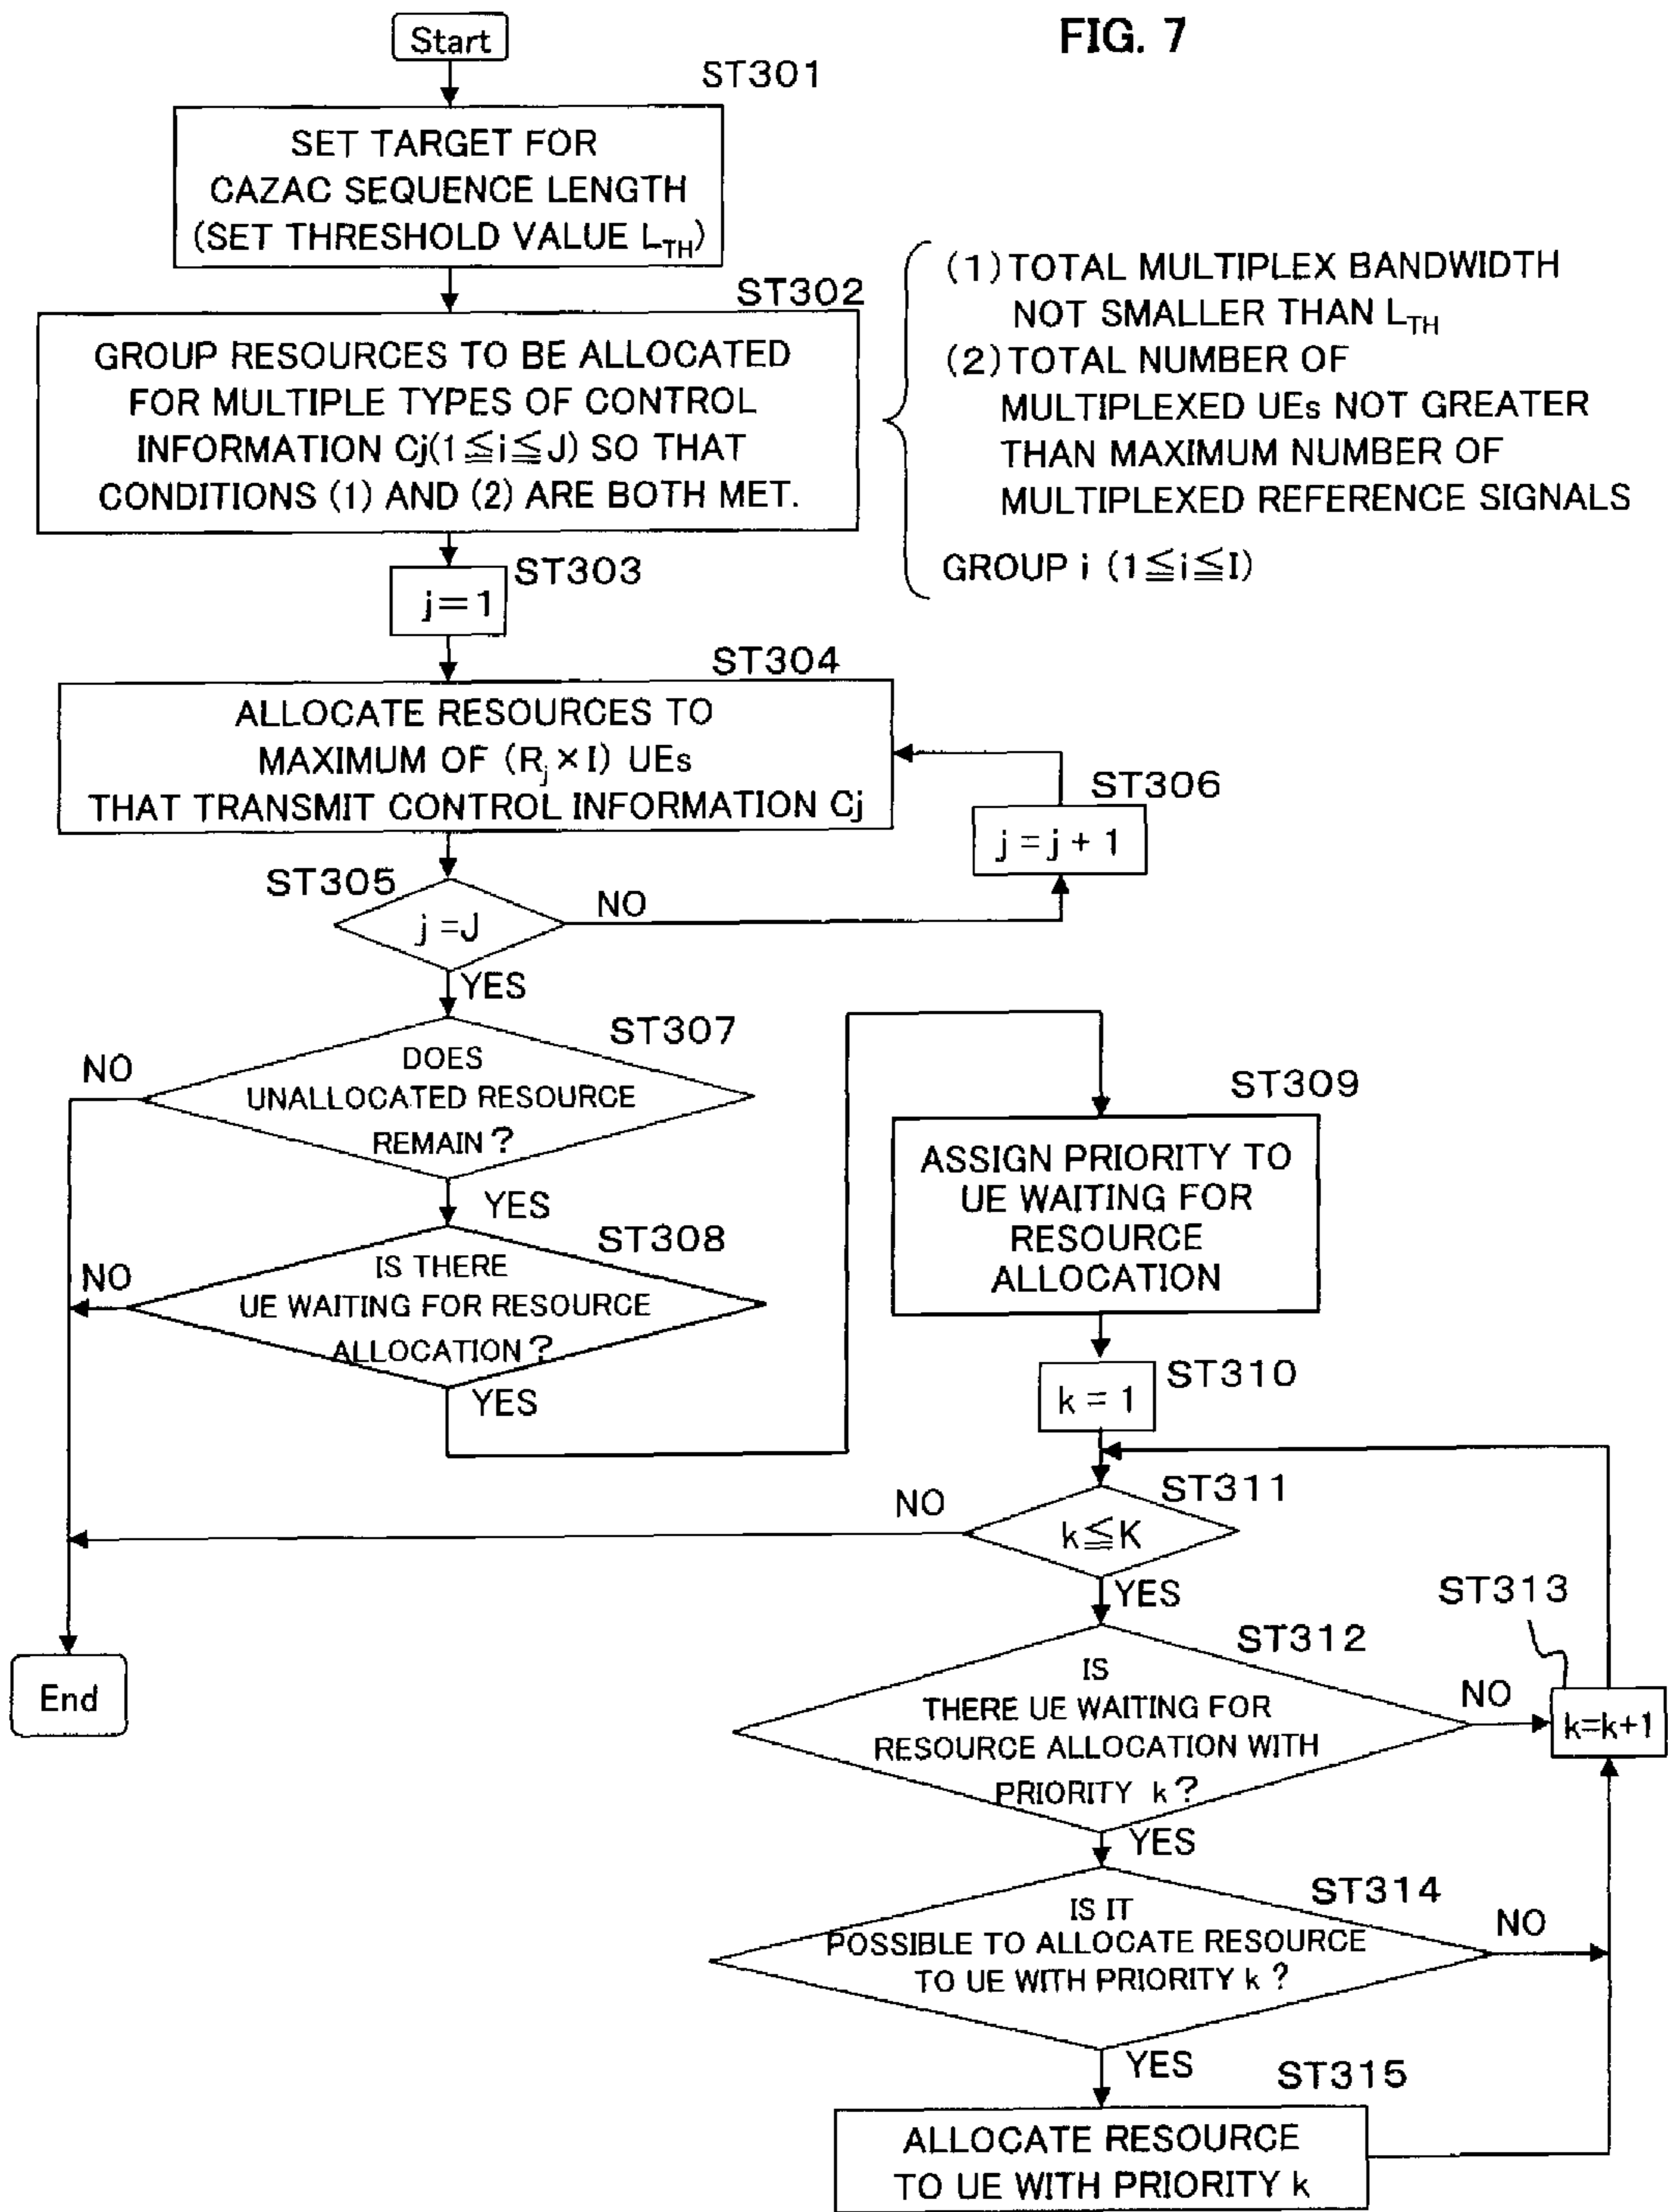 FIG. 7
Start
ST301
SET TARGET FOR
CAZAC SEQUENCE LENGTH
(SET THRESHOLD VALUE LTH)
ST302
GROUP RESOURCES TO BE ALLOCATED
FOR MULTIPLE TYPES OF CONTROL
INFORMATION Cj(1≦i≦J) SO THAT
CONDITIONS (1) AND (2) ARE BOTH MET.
(1) TOTAL MULTIPLEX BANDWIDTH
NOT SMALLER THAN LTH
(2) TOTAL NUMBER OF
MULTIPLEXED UEs NOT GREATER
THAN MAXIMUM NUMBER OF
MULTIPLEXED REFERENCE SIGNALS
GROUP i (1≦i≦I)
ST303
j=1
ST304
ALLOCATE RESOURCES TO
MAXIMUM OF (Rj × I) UEs
THAT TRANSMIT CONTROL INFORMATION Cj
ST306
j = j + 1
ST305
j = J
NO
YES
ST307
DOES
UNALLOCATED RESOURCE
REMAIN ?
NO
YES
ST308
IS THERE
UE WAITING FOR RESOURCE
ALLOCATION ?
NO
YES
ST309
ASSIGN PRIORITY TO
UE WAITING FOR
RESOURCE
ALLOCATION
ST310
k = 1
ST311
k≦K
NO
YES
ST312
IS
THERE UE WAITING FOR
RESOURCE ALLOCATION WITH
PRIORITY k ?
NO
YES
ST313
k=k+1
ST314
IS IT
POSSIBLE TO ALLOCATE RESOURCE
TO UE WITH PRIORITY k ?
NO
YES
ST315
ALLOCATE RESOURCE
TO UE WITH PRIORITY k
End